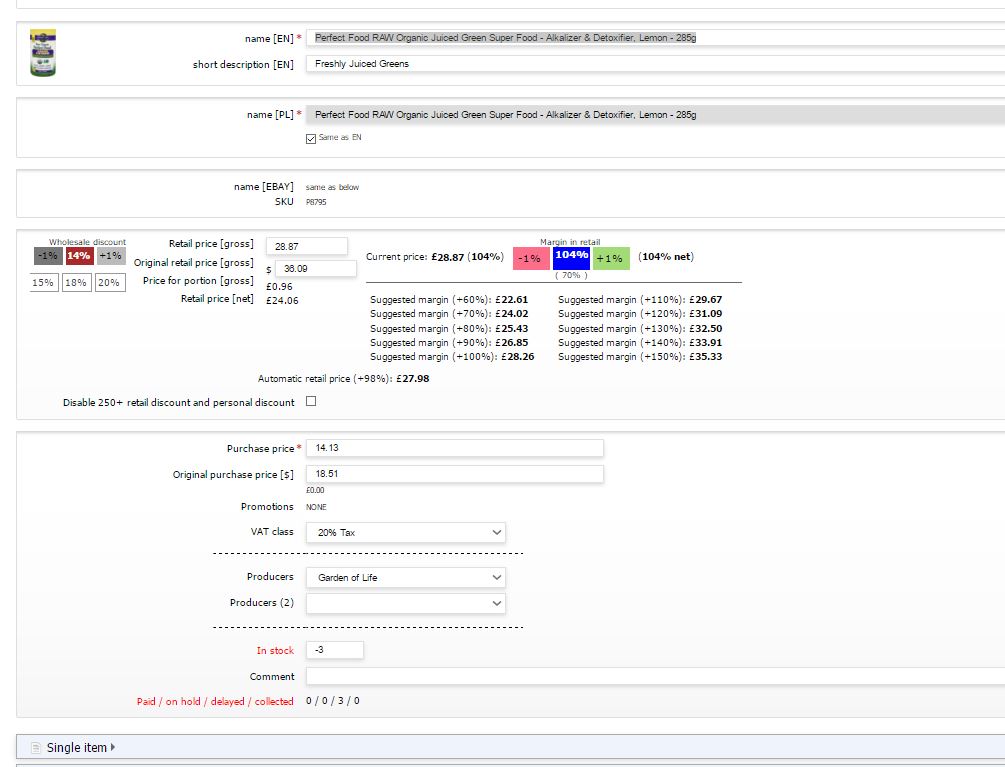 name [EN] * Perfect Food RAW Organic Juiced Green Super Food - Alkalizer & Detoxifier, Lemon - 285g
short description [EN] Freshly Juiced Greens
name [PL] * Perfect Food RAW Organic Juiced Green Super Food - Alkalizer & Detoxifier, Lemon - 285g
Same as EN
name [EBAY] same as below
SKU P8795
Wholesale discount
-1% 14% +1%
15% 18% 20%
Retail price [gross] 28.87
Original retail price [gross] $ 36.09
Price for portion [gross] £0.96
Retail price [net] £24.06
Margin in retail
Current price: £28.87 (104%) -1% 104% +1% (104% net)
( 70% )
Suggested margin (+60%): £22.61 Suggested margin (+110%): £29.67
Suggested margin (+70%): £24.02 Suggested margin (+120%): £31.09
Suggested margin (+80%): £25.43 Suggested margin (+130%): £32.50
Suggested margin (+90%): £26.85 Suggested margin (+140%): £33.91
Suggested margin (+100%): £28.26 Suggested margin (+150%): £35.33
Automatic retail price (+98%): £27.98
Disable 250+ retail discount and personal discount
Purchase price * 14.13
Original purchase price [$] 18.51
£0.00
Promotions NONE
VAT class 20% Tax
Producers Garden of Life
Producers (2)
In stock -3
Comment
Paid / on hold / delayed / collected 0 / 0 / 3 / 0
Single item